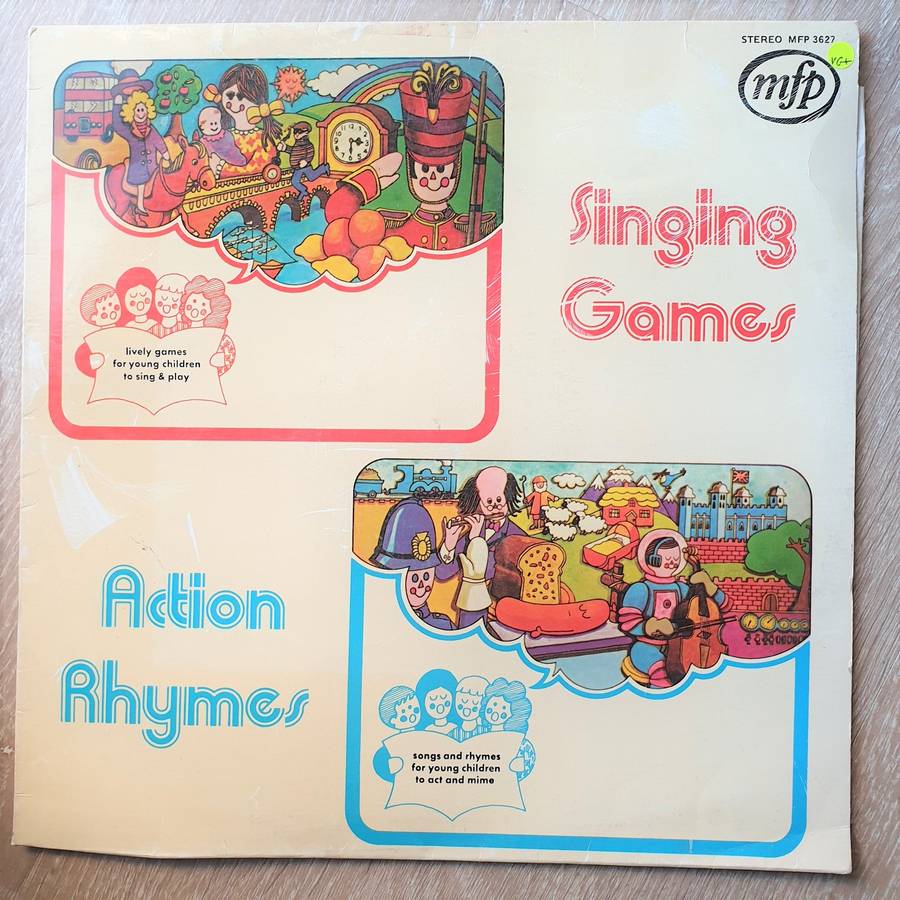 STEREO MFP 3627
VG+
mfp
Singing
Games
lively games
for young children
to sing & play
Action
Rhymes
songs and rhymes
for young children
to act and mime